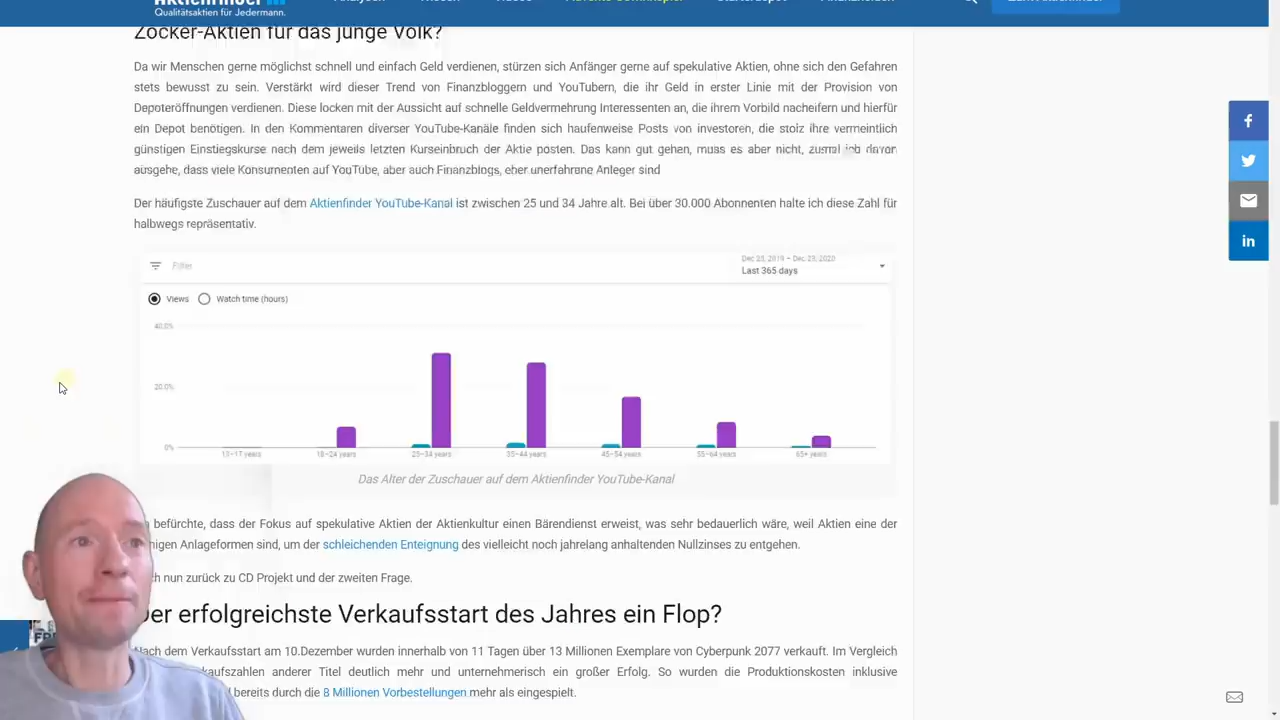 Aktienfinder
Qualitätsaktien für Jedermann.
Zocker-Aktien für das junge Volk?
Da wir Menschen gerne möglichst schnell und einfach Geld verdienen, stürzen sich Anfänger gerne auf spekulative Aktien, ohne sich den Gefahren
stets bewusst zu sein. Verstärkt wird dieser Trend von Finanzbloggern und YouTubern, die ihr Geld in erster Linie mit der Provision von
Depoteröffnungen verdienen. Diese locken mit der Aussicht auf schnelle Geldvermehrung Interessenten an, die ihrem Vorbild nacheifern und hierfür
ein Depot benötigen. In den Kommentaren diverser YouTube-Kanäle finden sich haufenweise Posts von investoren, die stolz ihre vermeintlich
günstigen Einstiegskurse nach dem jeweils letzten Kurseinbruch der Aktie posten. Das kann gut gehen, muss es aber nicht, zumal ich davon
ausgehe, dass viele Konsumenten auf YouTube, aber auch Finanzblogs, eher unerfahrane Anleger sind
Der häufigste Zuschauer auf dem Aktienfinder YouTube-Kanal ist zwischen 25 und 34 Jahre alt. Bei über 30.000 Abonnenten halte ich diese Zahl für
halbwegs repräsentativ.
Filter
Dec 25, 2019 – Dec 23, 2020
Last 365 days
Views Watch time (hours)
40.0%
20.0%
0%
13–17 years 18–24 years 25–34 years 35–44 years 45–54 years 55–64 years 65+ years
Das Alter der Zuschauer auf dem Aktienfinder YouTube-Kanal
befürchte, dass der Fokus auf spekulative Aktien der Aktienkultur einen Bärendienst erweist, was sehr bedauerlich wäre, weil Aktien eine der
nigen Anlageformen sind, um der schleichenden Enteignung des vielleicht noch jahrelang anhaltenden Nullzinses zu entgehen.
ch nun zurück zu CD Projekt und der zweiten Frage.
Der erfolgreichste Verkaufsstart des Jahres ein Flop?
Nach dem Verkaufsstart am 10.Dezember wurden innerhalb von 11 Tagen über 13 Millionen Exemplare von Cyberpunk 2077 verkauft. Im Vergleich
kaufszahlen anderer Titel deutlich mehr und unternehmerisch ein großer Erfolg. So wurden die Produktionskosten inklusive
bereits durch die 8 Millionen Vorbestellungen mehr als eingespielt.